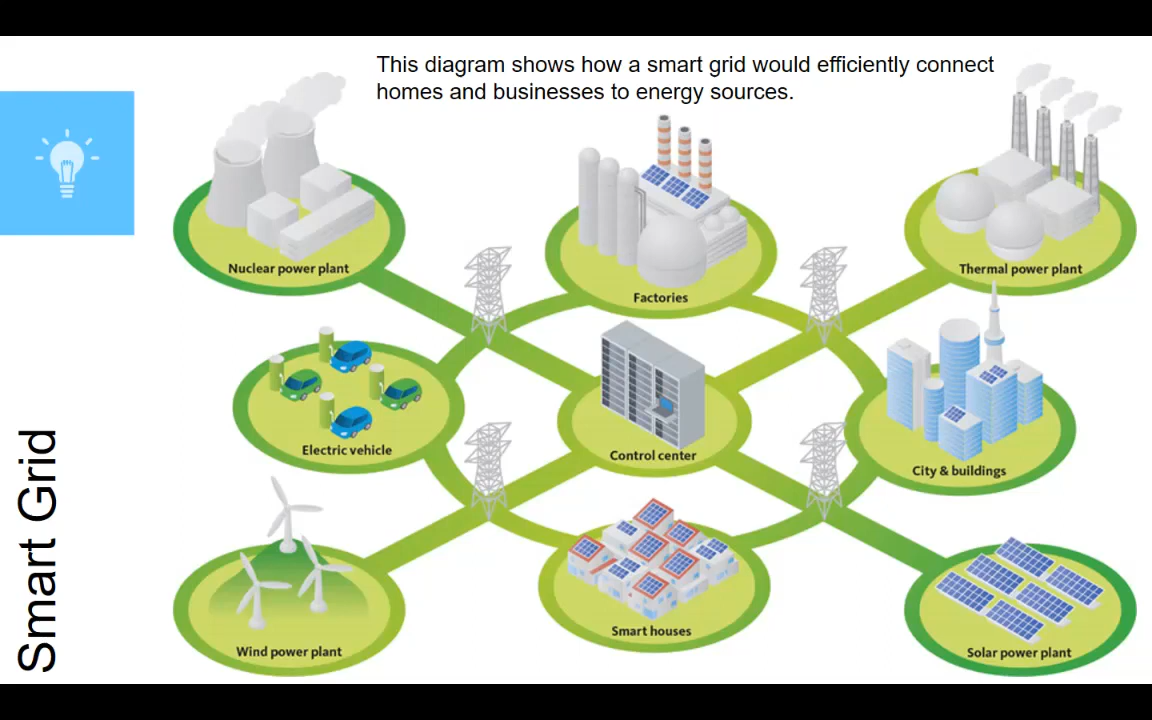 This diagram shows how a smart grid would efficiently connect
homes and businesses to energy sources.
Nuclear power plant
Factories
Thermal power plant
Electric vehicle
Control center
City & buildings
Wind power plant
Smart houses
Solar power plant
Smart Grid